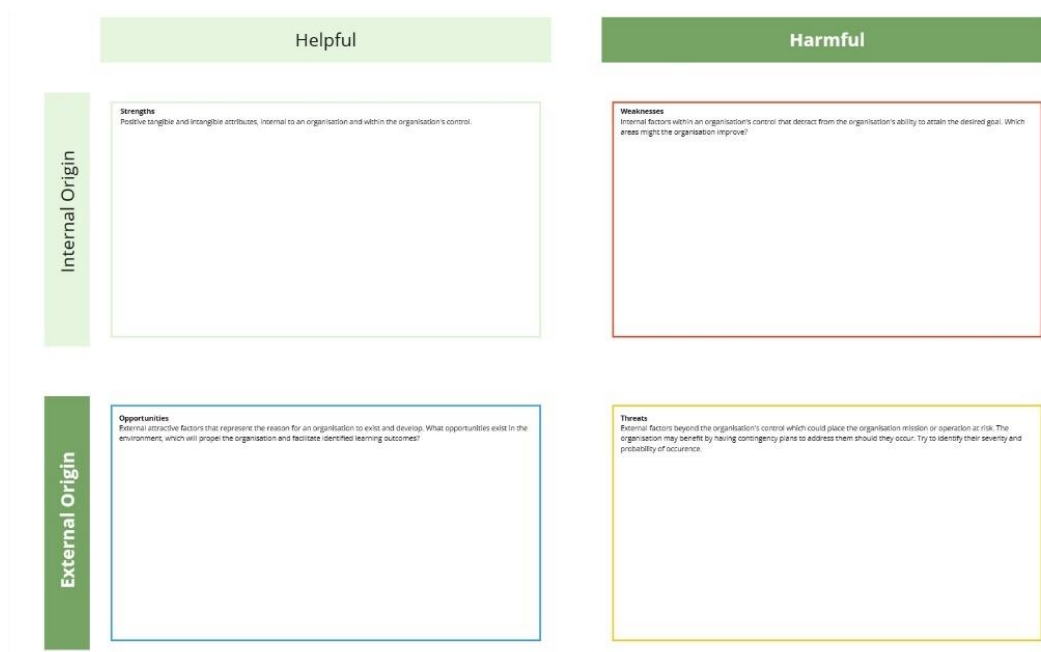 Helpful
Harmful
Internal Origin
Strengths
Positive tangible and intangible attributes, internal to an organisation and within the organisation's control.
Weaknesses
Internal factors within an organisation's control that detract from the organisation's ability to attain the desired goal. Which
areas might the organisation improve?
External Origin
Opportunities
External attractive factors that represent the reason for an organisation to exist and develop. What opportunities exist in the
environment, which will propel the organisation and facilitate identified learning outcomes?
Threats
External factors beyond the organisation's control which could place the organisation mission or operation at risk. The
organisation may benefit by having contingency plans to address them should they occur. Try to identify their severity and
probability of occurence.